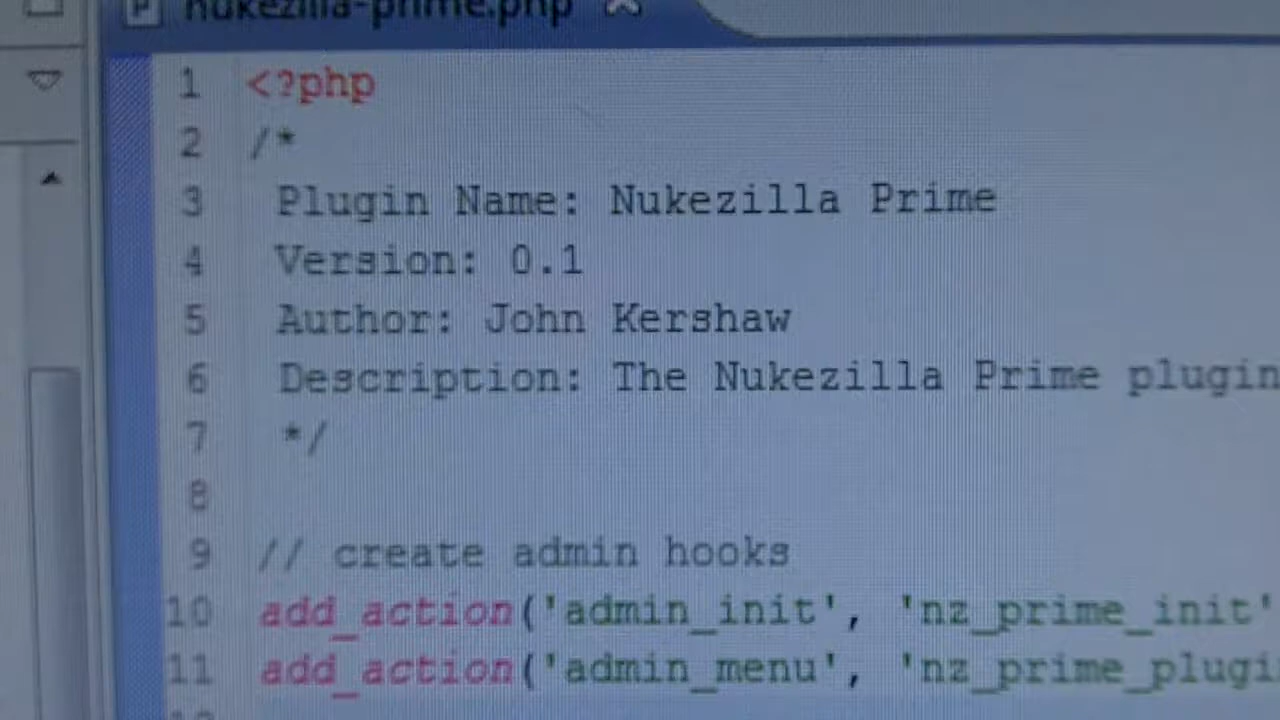 nukezilla-prime.php
1 <?php
2 /*
3 Plugin Name: Nukezilla Prime
4 Version: 0.1
5 Author: John Kershaw
6 Description: The Nukezilla Prime plugin
7 */
8
9 // create admin hooks
10 add_action('admin_init', 'nz_prime_init'
11 add_action('admin_menu', 'nz_prime_plugi